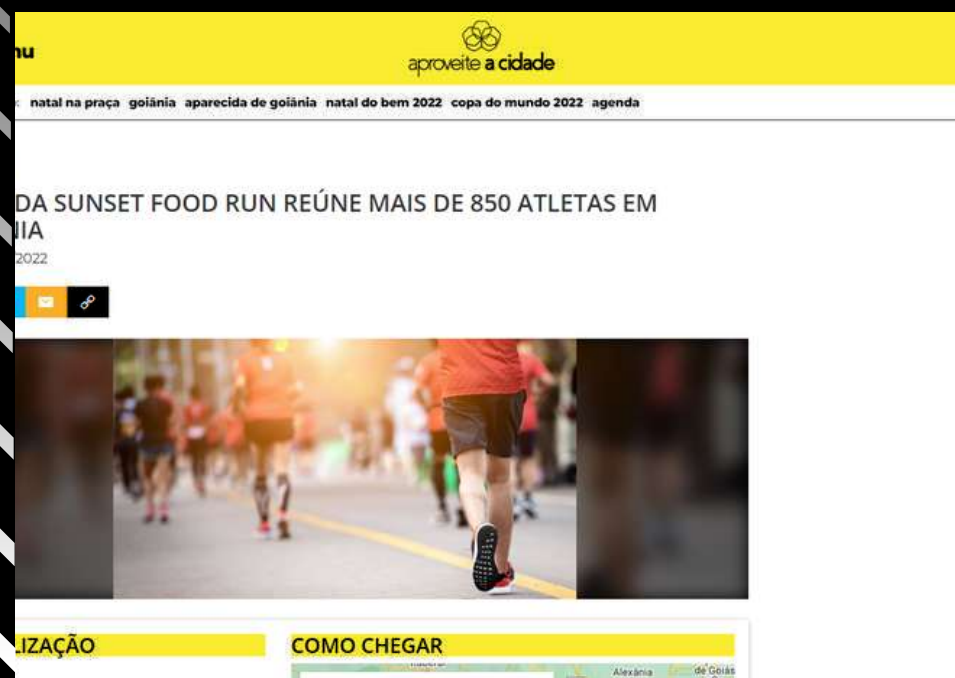 nu
aproveite a cidade
natal na praça goiânia aparecida de goiânia natal do bem 2022 copa do mundo 2022 agenda
DA SUNSET FOOD RUN REÚNE MAIS DE 850 ATLETAS EM
NIA
2022
LIZAÇÃO
COMO CHEGAR
Alexânia
de Goiás